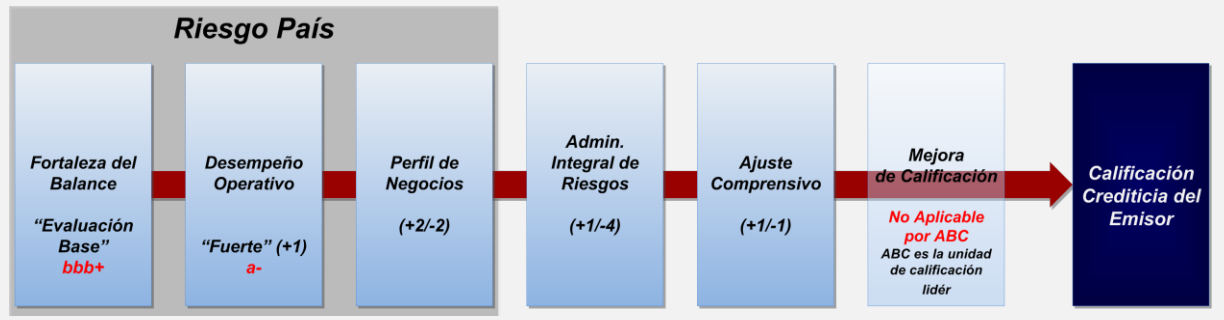 Riesgo País
Fortaleza del
Balance
“Evaluación
Base”
bbb+
Desempeño
Operativo
“Fuerte” (+1)
a-
Perfil de
Negocios
(+2/-2)
Admin.
Integral de
Riesgos
(+1/-4)
Ajuste
Comprensivo
(+1/-1)
Mejora
de Calificación
No Aplicable
por ABC
ABC es la unidad
de calificación
lidér
Calificación
Crediticia del
Emisor